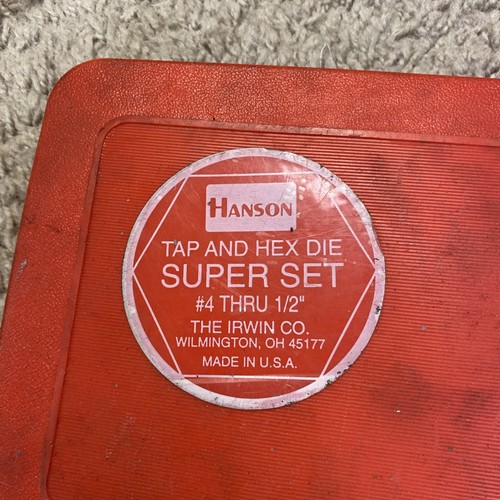 HANSON
TAP AND HEX DIE
SUPER SET
#4 THRU 1/2"
THE IRWIN CO.
WILMINGTON, OH 45177
MADE IN U.S.A.